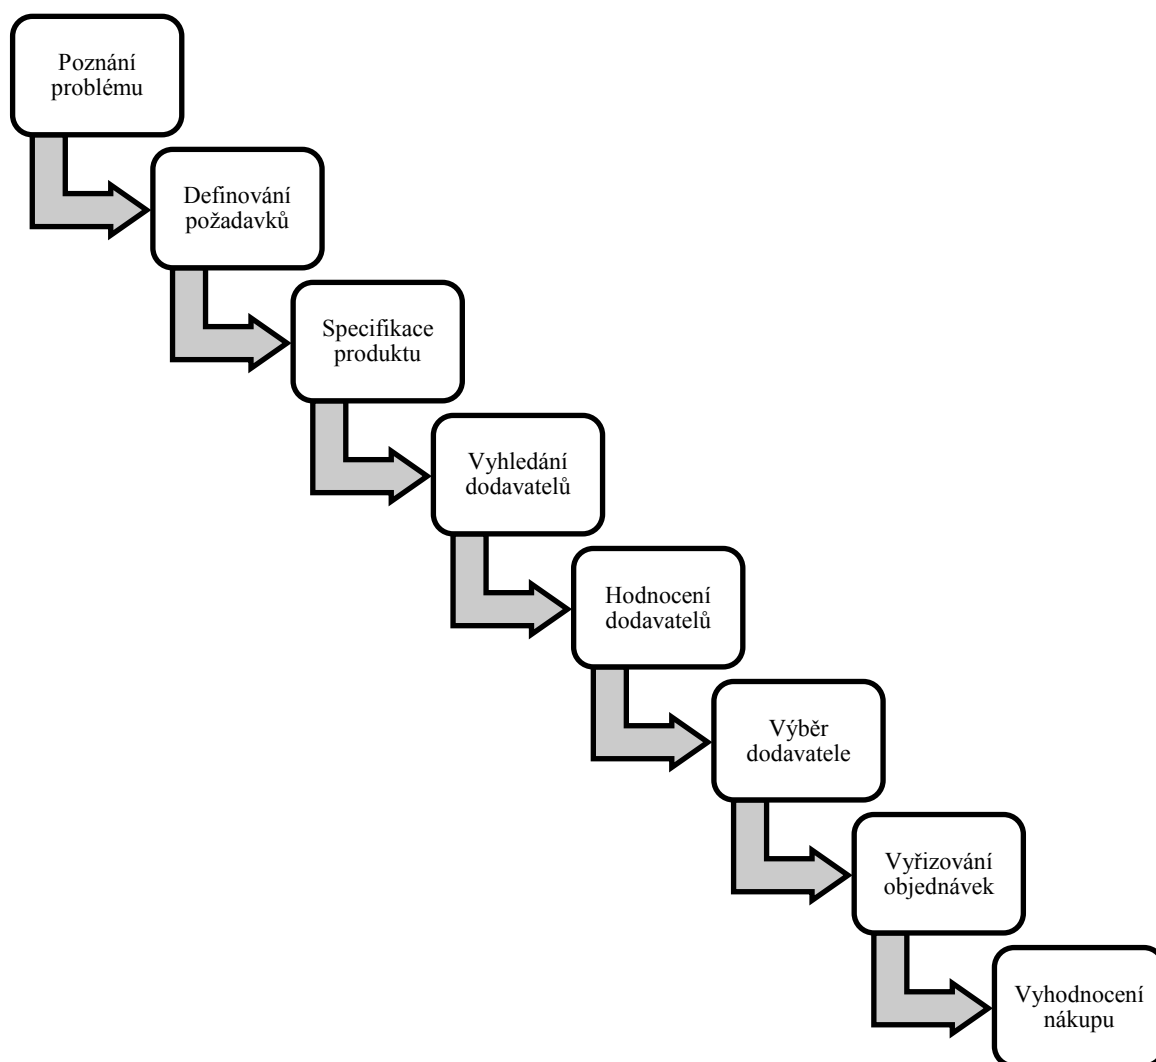 Poznání
problému
Definování
požadavků
Specifikace
produktu
Vyhledání
dodavatelů
Hodnocení
dodavatelů
Výběr
dodavatele
Vyřizování
objednávek
Vyhodnocení
nákupu